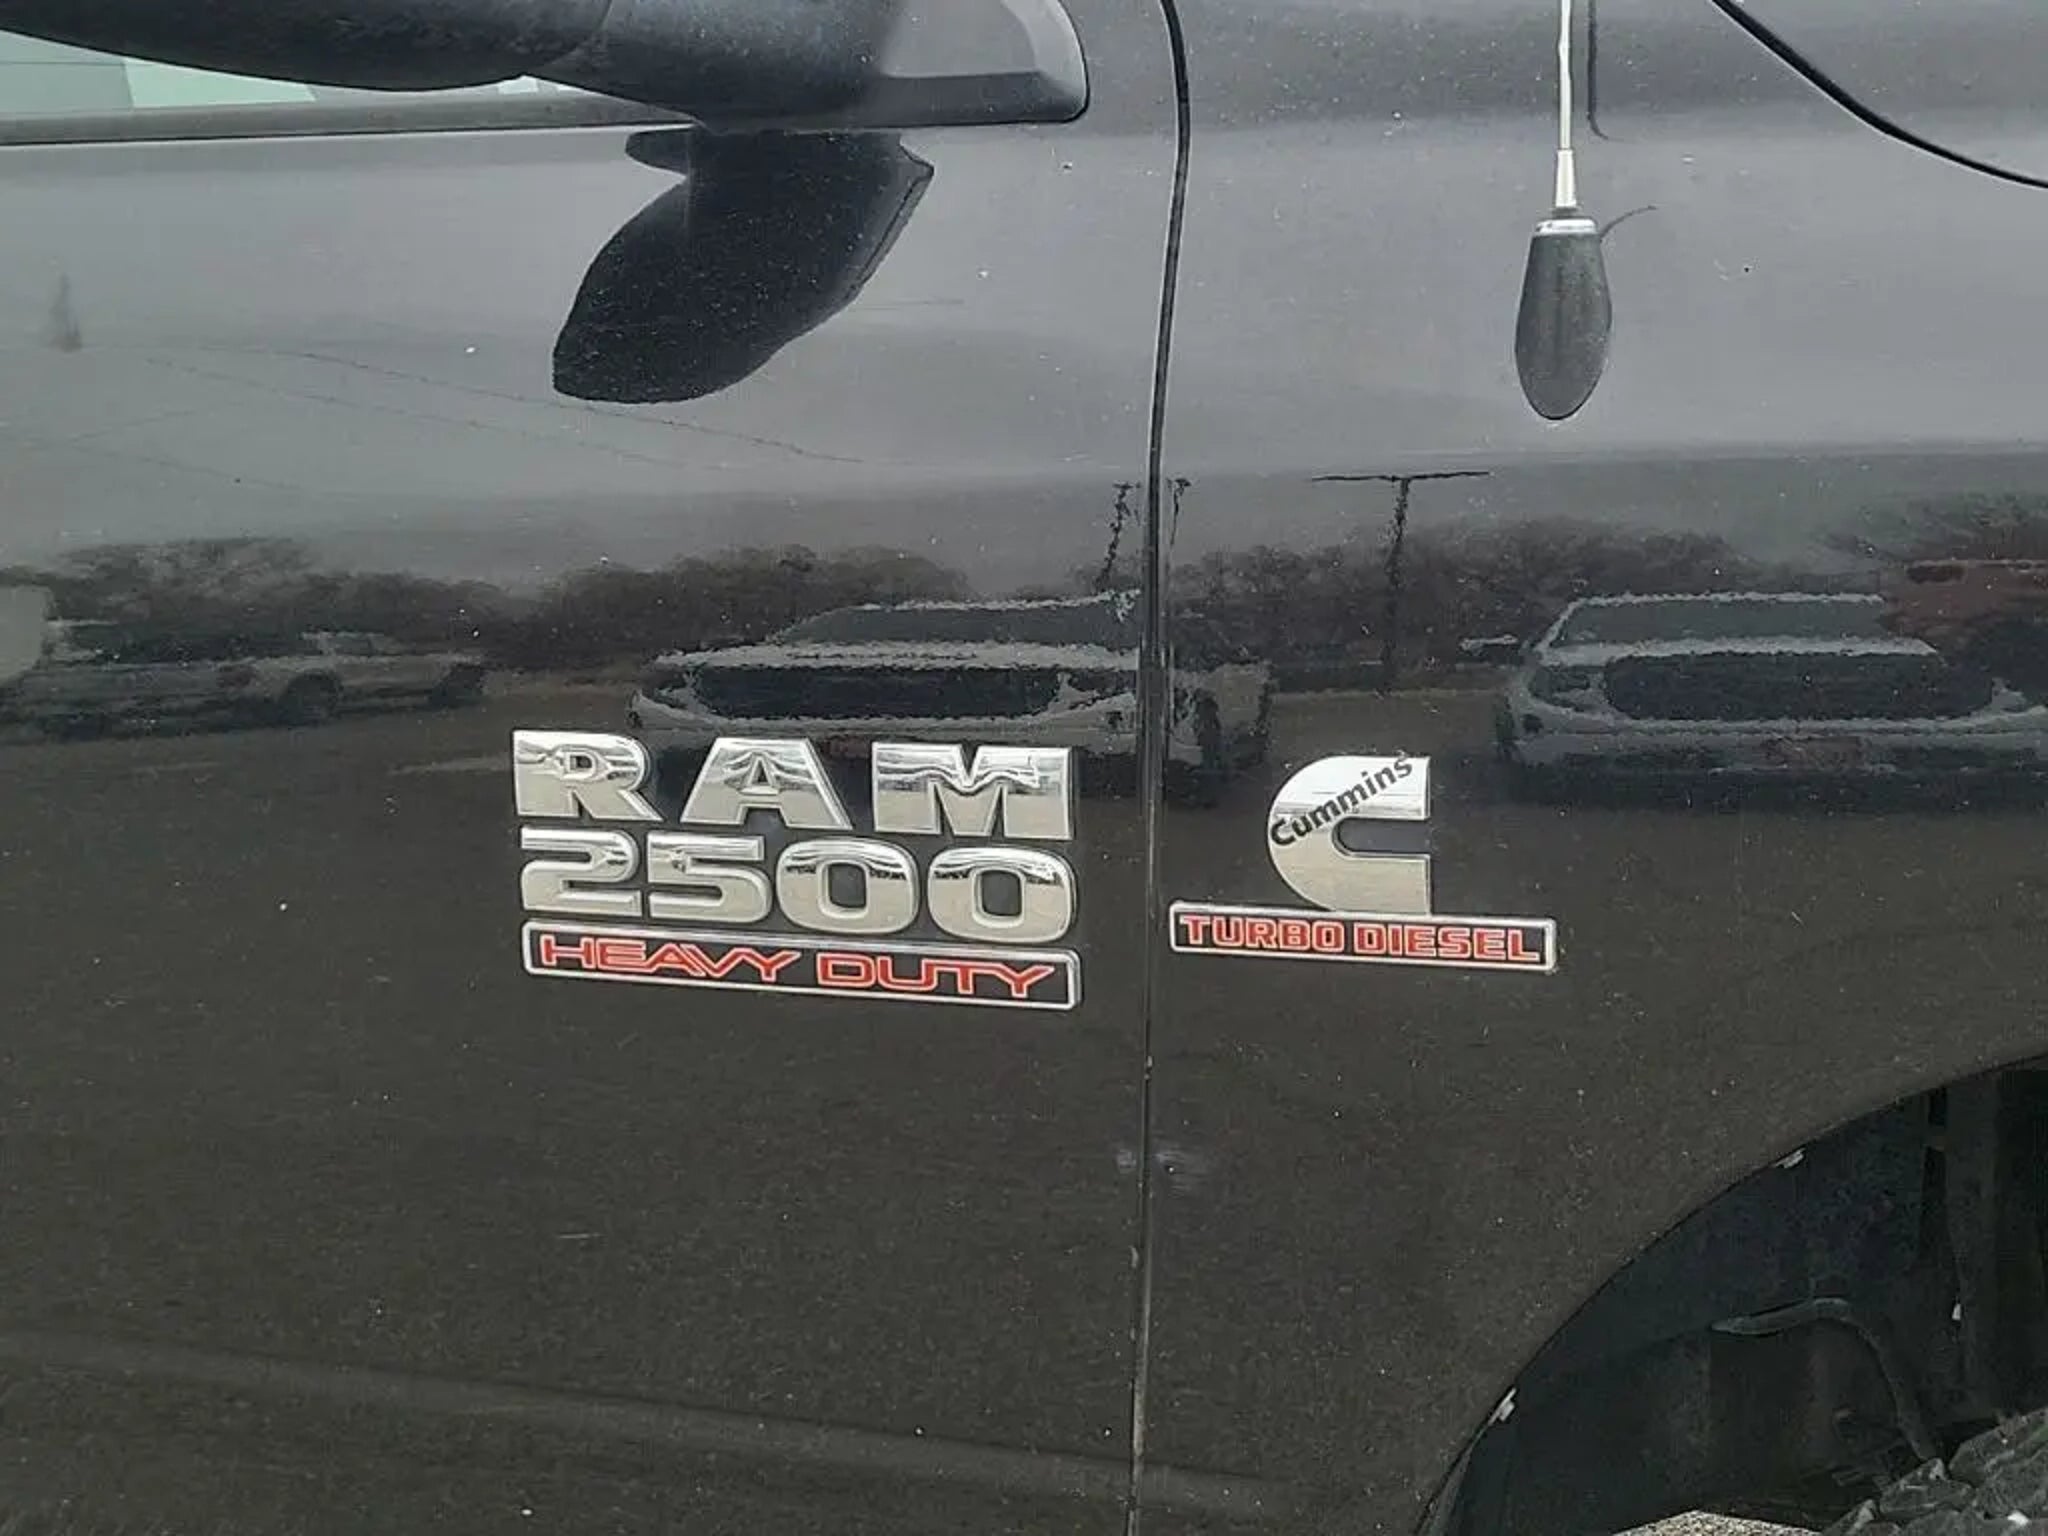 RAM
2500
HEAVY DUTY
Cummins
TURBO DIESEL